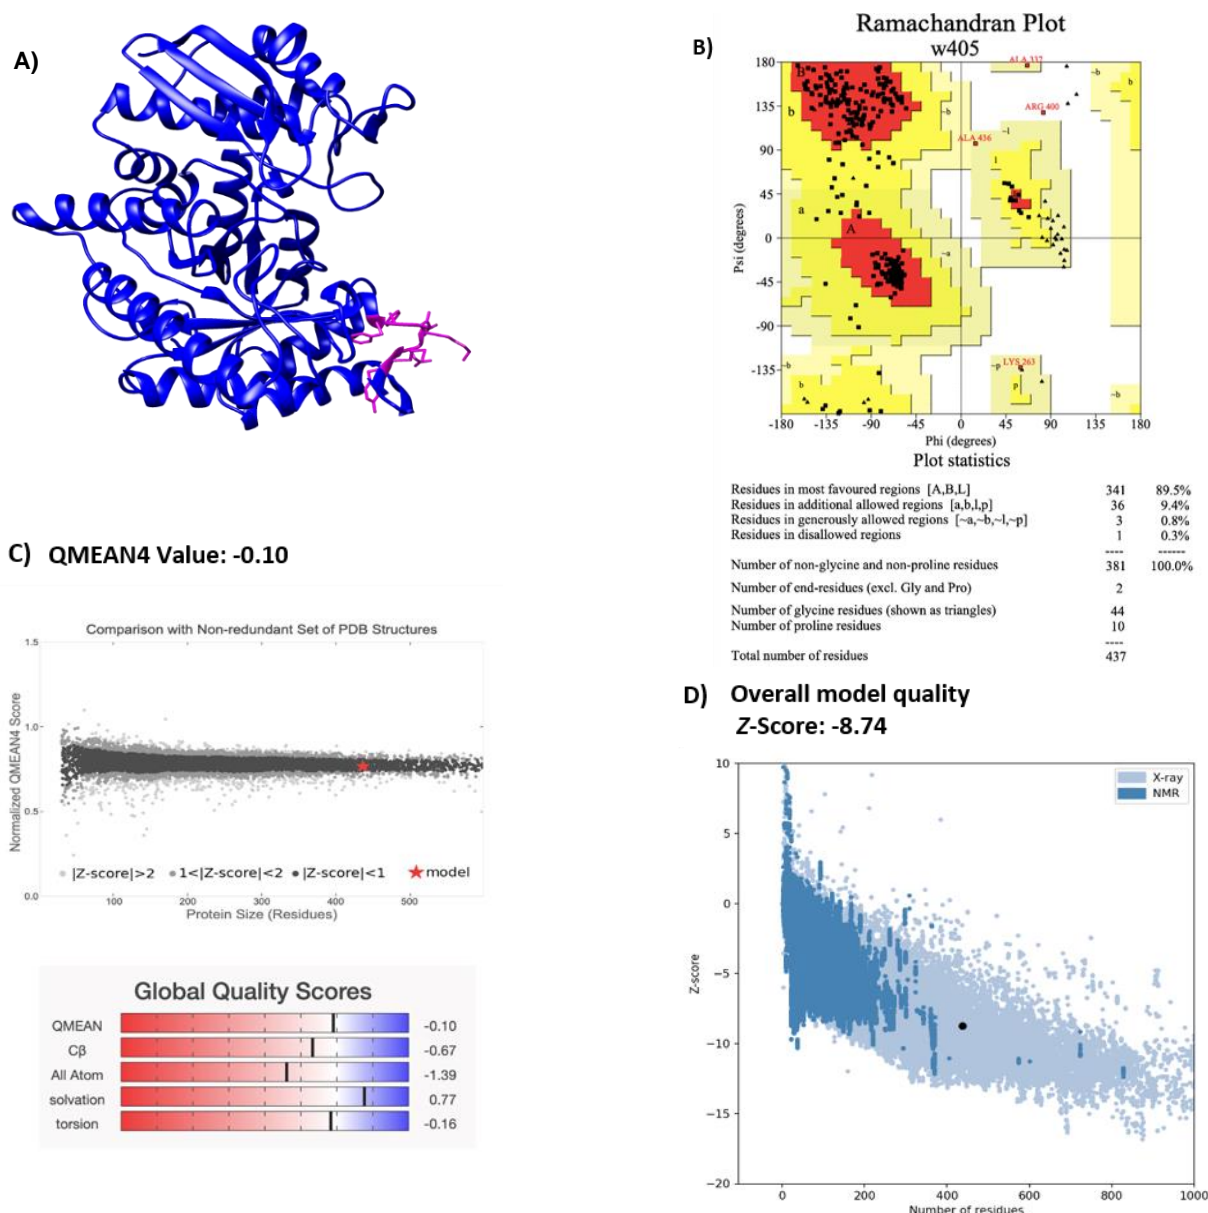 A)
B)
Ramachandran Plot
w405
180
135
90
45
0
-45
-90
-135
-180 -135 -90 -45 0 45 90 135 180
Psi (degrees)
Phi (degrees)
B
b
a
A
~b
~a
~l
l
~p
p
~b
b
~b
b
~b
ALA 337
ARG 400
ALA 456
LYS 263
Plot statistics
Residues in most favoured regions [A,B,L] 341 89.5%
Residues in additional allowed regions [a,b,l,p] 36 9.4%
Residues in generously allowed regions [~a,~b,~l,~p] 3 0.8%
Residues in disallowed regions 1 0.3%
---- ------
Number of non-glycine and non-proline residues 381 100.0%
Number of end-residues (excl. Gly and Pro) 2
Number of glycine residues (shown as triangles) 44
Number of proline residues 10
----
Total number of residues 437
C) QMEAN4 Value: -0.10
Comparison with Non-redundant Set of PDB Structures
Normalized QMEAN4 Score
1.5
1.0
0.5
0.0
|Z-score|>2 1<|Z-score|<2 |Z-score|<1 model
100 200 300 400 500
Protein Size (Residues)
Global Quality Scores
QMEAN -0.10
Cβ -0.67
All Atom -1.39
solvation 0.77
torsion -0.16
D) Overall model quality
Z-Score: -8.74
X-ray
NMR
Z-score
10
5
0
−5
−10
−15
−20
0 200 400 600 800 1000
Number of residues